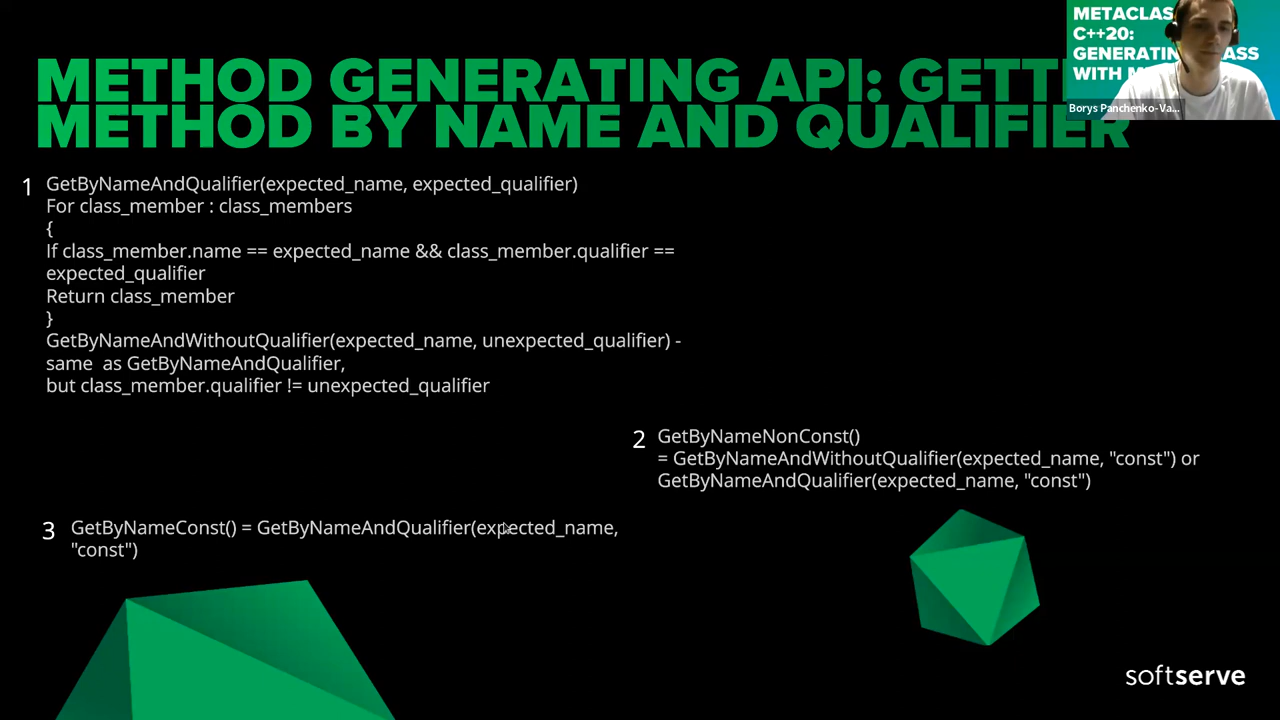 METACLAS
C++20:
GENERATIN ASS
WITH M
Borys Panchenko-Va...
METHOD GENERATING API: GETT
METHOD BY NAME AND QUALIFIER
1
GetByNameAndQualifier(expected_name, expected_qualifier)
For class_member : class_members
{
If class_member.name == expected_name && class_member.qualifier ==
expected_qualifier
Return class_member
}
GetByNameAndWithoutQualifier(expected_name, unexpected_qualifier) -
same as GetByNameAndQualifier,
but class_member.qualifier != unexpected_qualifier
2
GetByNameNonConst()
= GetByNameAndWithoutQualifier(expected_name, "const") or
GetByNameAndQualifier(expected_name, "const")
3
GetByNameConst() = GetByNameAndQualifier(expected_name,
"const")
softserve